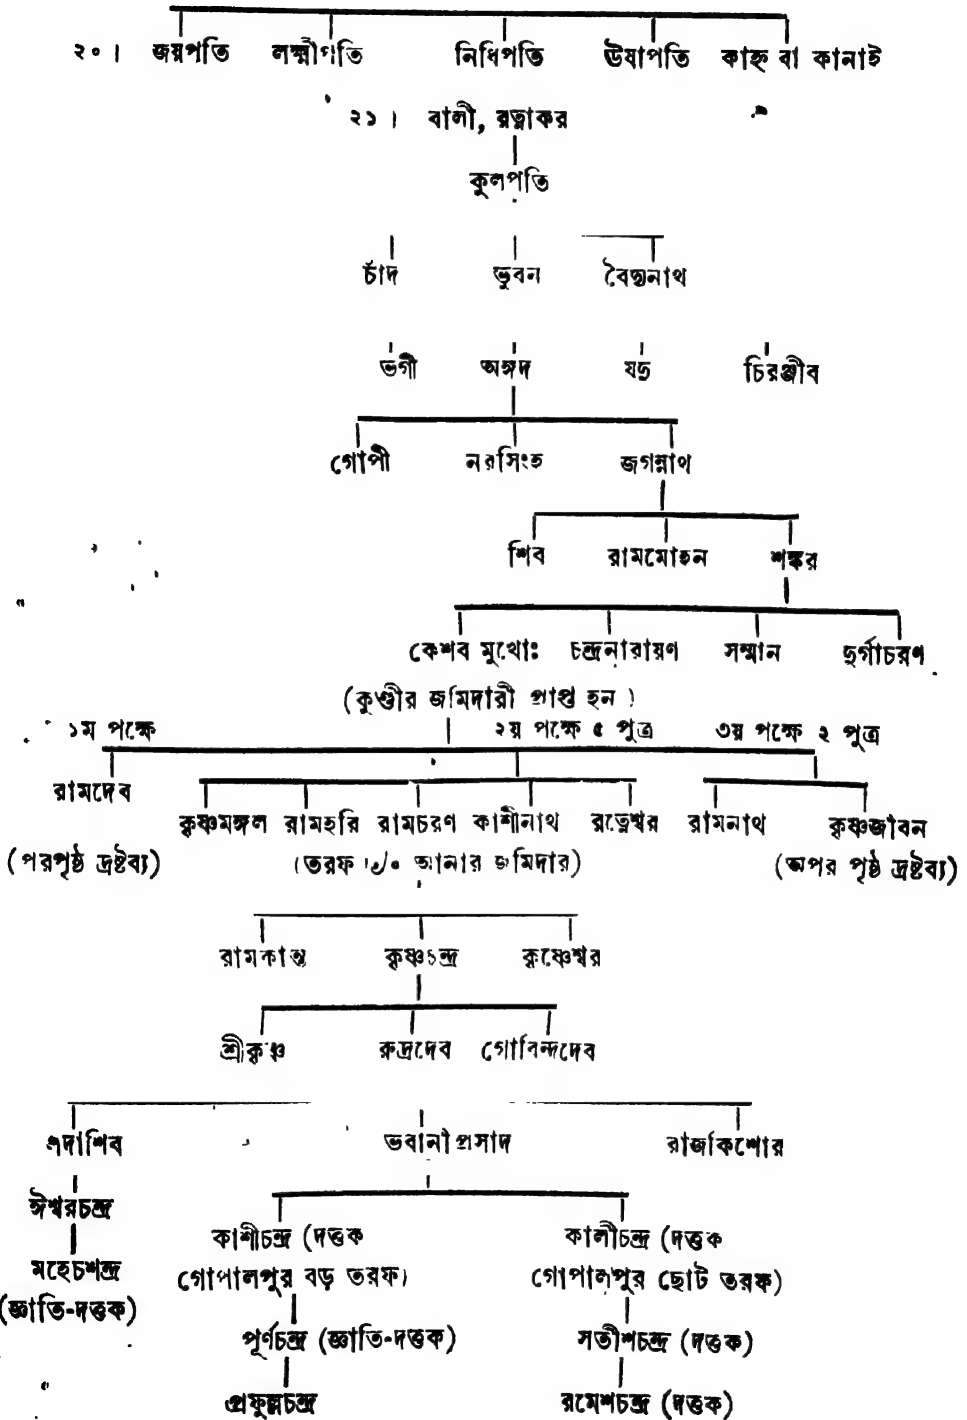 ২০। জয়পতি লক্ষ্মীপতি নিধিপতি ঊষাপতি কাহ্ন বা কানাই
২১। বালী, রত্নাকর
কুলপতি
চাঁদ ভুবন বৈদ্যনাথ
ভগী অঙ্গদ যদু চিরঞ্জীব
গোপী নরসিংহ জগন্নাথ
শিব রামমোহন শঙ্কর
কেশব মুখোঃ চন্দ্রনারায়ণ সম্মান দুর্গাচরণ
(কুণ্ডীর জমিদারী প্রাপ্ত হন)
১ম পক্ষে ২য় পক্ষে ৫ পুত্র ৩য় পক্ষে ২ পুত্র
রামদেব
কৃষ্ণমঙ্গল রামহরি রামচরণ কাশীনাথ রত্নেশ্বর রামনাথ কৃষ্ণজীবন
(পরপৃষ্ঠ দ্রষ্টব্য) (তরফ ৷৵০ আনার জমিদার) (অপর পৃষ্ঠ দ্রষ্টব্য)
রামকান্ত কৃষ্ণচন্দ্র কৃষ্ণেশ্বর
শ্রীকৃষ্ণ রুদ্রদেব গোবিন্দদেব
সদাশিব ভবানীপ্রসাদ রাজকিশোর
ঈশ্বরচন্দ্র
কাশীচন্দ্র (দত্তক কালীচন্দ্র (দত্তক
মহেচশন্দ্র গোপালপুর বড় তরফ) গোপালপুর ছোট তরফ)
(জ্ঞাতি-দত্তক)
পূর্ণচন্দ্র (জ্ঞাতি-দত্তক) সতীশচন্দ্র (দত্তক)
প্রফুল্লচন্দ্র রমেশচন্দ্র (দত্তক)